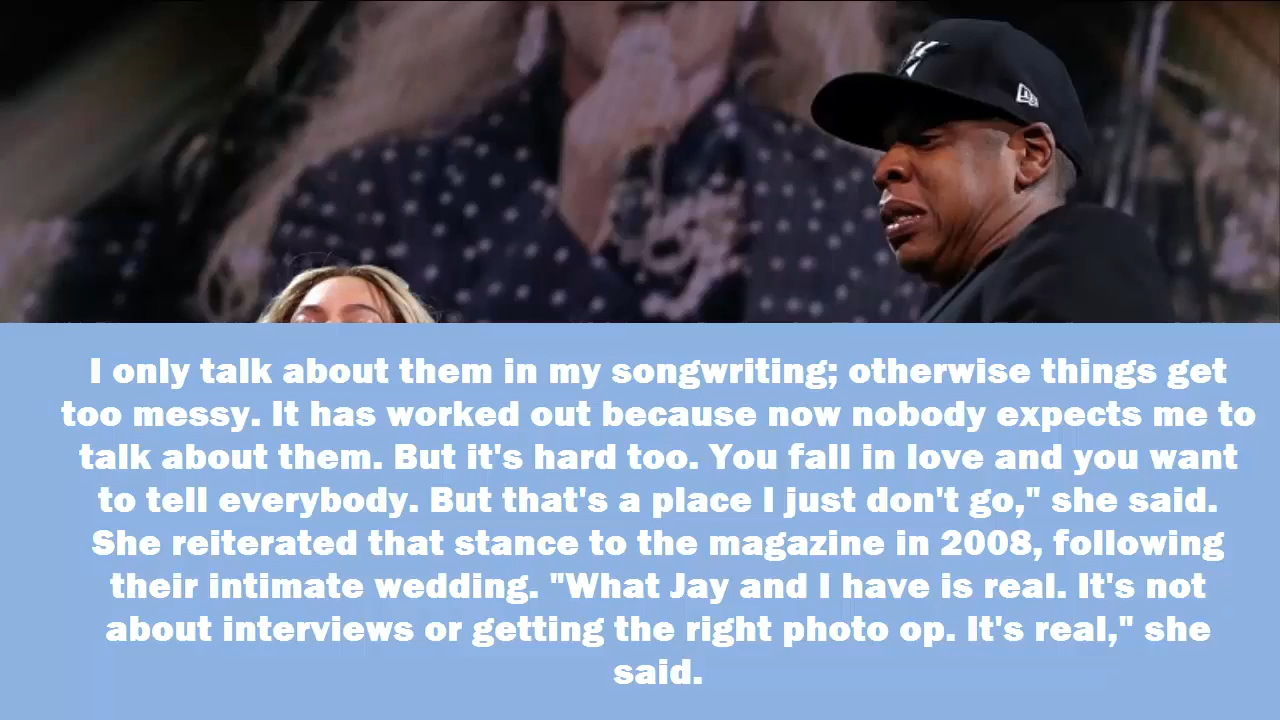 I only talk about them in my songwriting; otherwise things get
too messy. It has worked out because now nobody expects me to
talk about them. But it's hard too. You fall in love and you want
to tell everybody. But that's a place I just don't go," she said.
She reiterated that stance to the magazine in 2008, following
their intimate wedding. "What Jay and I have is real. It's not
about interviews or getting the right photo op. It's real," she
said.